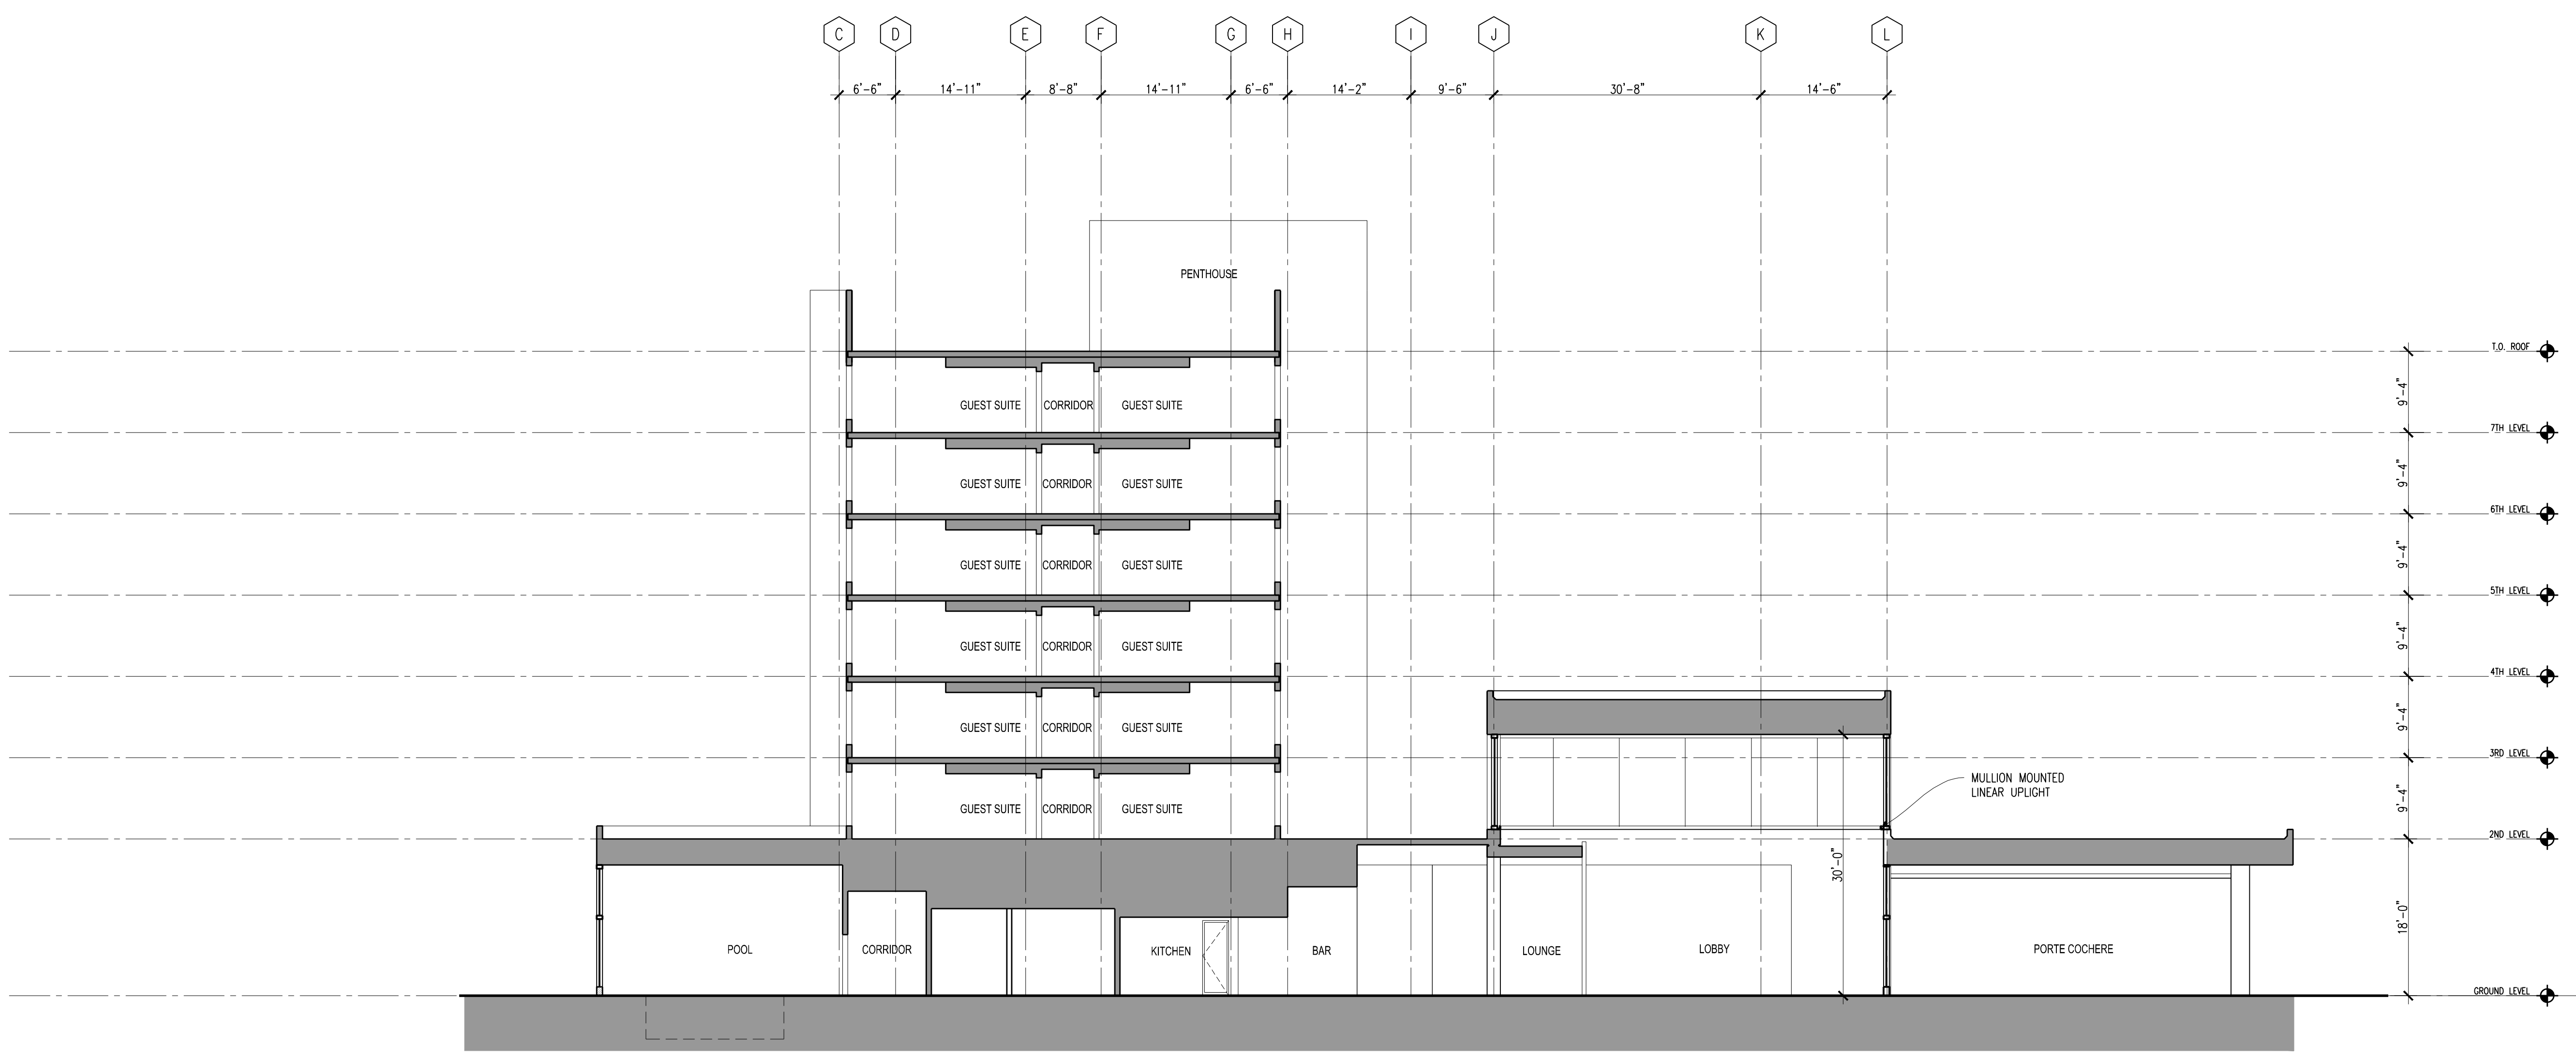 C D E F G H I J K L
6'-6" 14'-11" 8'-8" 14'-11" 6'-6" 14'-2" 9'-6" 30'-8" 14'-6"
PENTHOUSE
T.O. ROOF
9'-4"
GUEST SUITE CORRIDOR GUEST SUITE
7TH LEVEL
9'-4"
GUEST SUITE CORRIDOR GUEST SUITE
6TH LEVEL
9'-4"
GUEST SUITE CORRIDOR GUEST SUITE
5TH LEVEL
9'-4"
GUEST SUITE CORRIDOR GUEST SUITE
4TH LEVEL
9'-4"
GUEST SUITE CORRIDOR GUEST SUITE
3RD LEVEL
MULLION MOUNTED
LINEAR UPLIGHT
9'-4"
GUEST SUITE CORRIDOR GUEST SUITE
2ND LEVEL
30'-0"
18'-0"
POOL CORRIDOR KITCHEN BAR LOUNGE LOBBY PORTE COCHERE
GROUND LEVEL